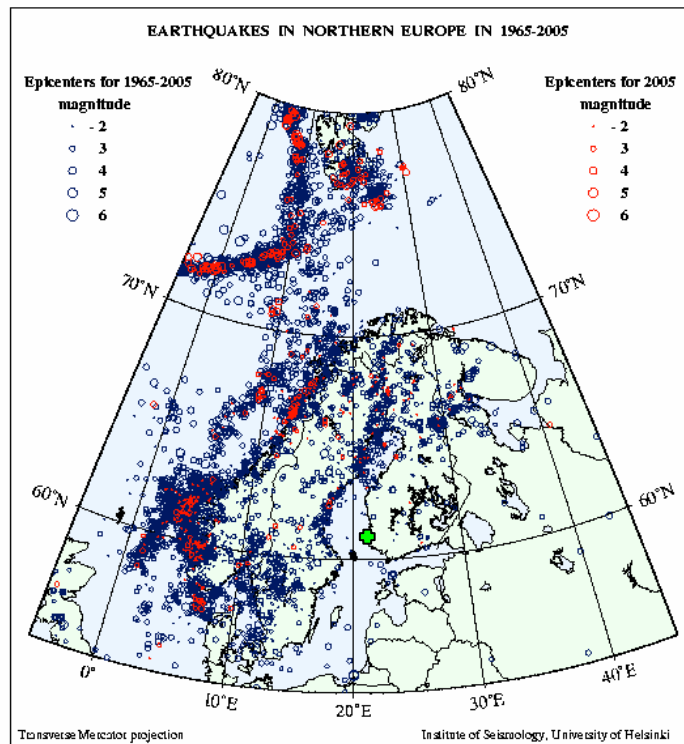 EARTHQUAKES IN NORTHERN EUROPE IN 1965-2005
80°N
80°N
Epicenters for 1965-2005
magnitude
- 2
3
4
5
6
Epicenters for 2005
magnitude
- 2
3
4
5
6
70°N
70°N
60°N
60°N
0°
10°E
20°E
30°E
40°E
Transverse Mercator projection
Institute of Seismology, University of Helsinki